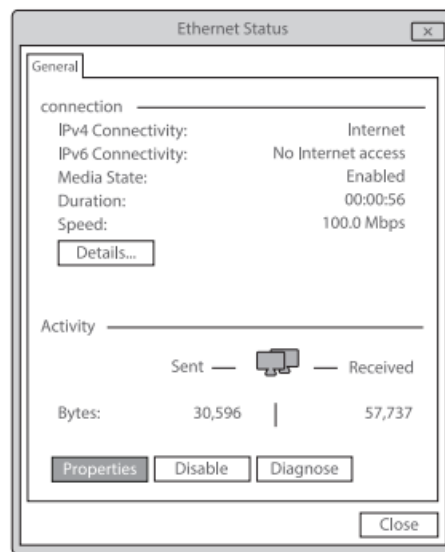 Ethernet Status
General
connection
IPv4 Connectivity: Internet
IPv6 Connectivity: No Internet access
Media State: Enabled
Duration: 00:00:56
Speed: 100.0 Mbps
Details...
Activity
Sent — — Received
Bytes: 30,596 | 57,737
Properties Disable Diagnose
Close